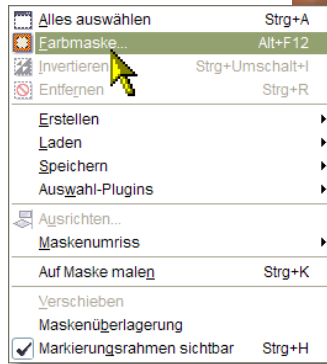 Alles auswählen Strg+A
Farbmaske... Alt+F12
Invertieren Strg+Umschalt+I
Entfernen Strg+R
Erstellen
Laden
Speichern
Auswahl-Plugins
Ausrichten...
Maskenumriss
Auf Maske malen Strg+K
Verschieben
Maskenüberlagerung
Markierungsrahmen sichtbar Strg+H